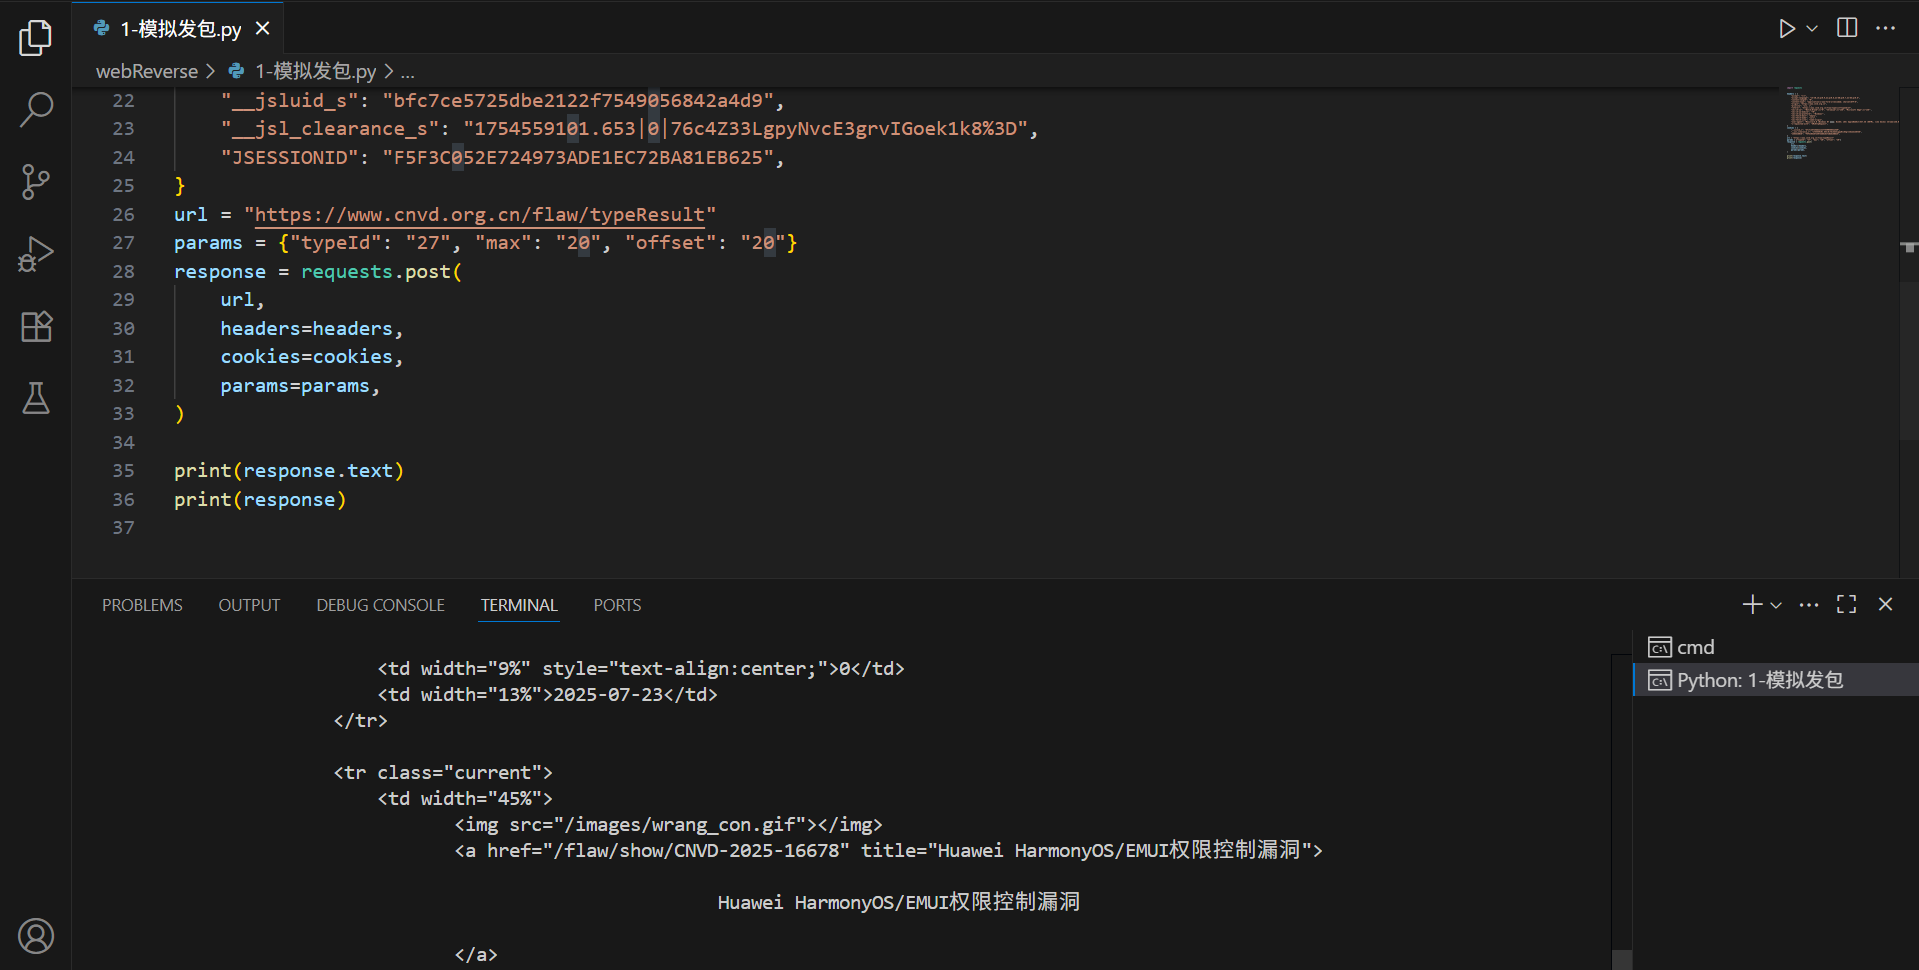 1-模拟发包.py
webReverse > 1-模拟发包.py > ...
22 "__jsluid_s": "bfc7ce5725dbe2122f7549056842a4d9",
23 "__jsl_clearance_s": "1754559101.653|0|76c4Z33LgpyNvcE3grvIGoek1k8%3D",
24 "JSESSIONID": "F5F3C052E724973ADE1EC72BA81EB625",
25 }
26 url = "https://www.cnvd.org.cn/flaw/typeResult"
27 params = {"typeId": "27", "max": "20", "offset": "20"}
28 response = requests.post(
29 url,
30 headers=headers,
31 cookies=cookies,
32 params=params,
33 )
34
35 print(response.text)
36 print(response)
37
PROBLEMS OUTPUT DEBUG CONSOLE TERMINAL PORTS
<td width="9%" style="text-align:center;">0</td>
<td width="13%">2025-07-23</td>
</tr>
<tr class="current">
<td width="45%">
<img src="/images/wrang_con.gif"></img>
<a href="/flaw/show/CNVD-2025-16678" title="Huawei HarmonyOS/EMUI权限控制漏洞">
Huawei HarmonyOS/EMUI权限控制漏洞
</a>
cmd
Python: 1-模拟发包